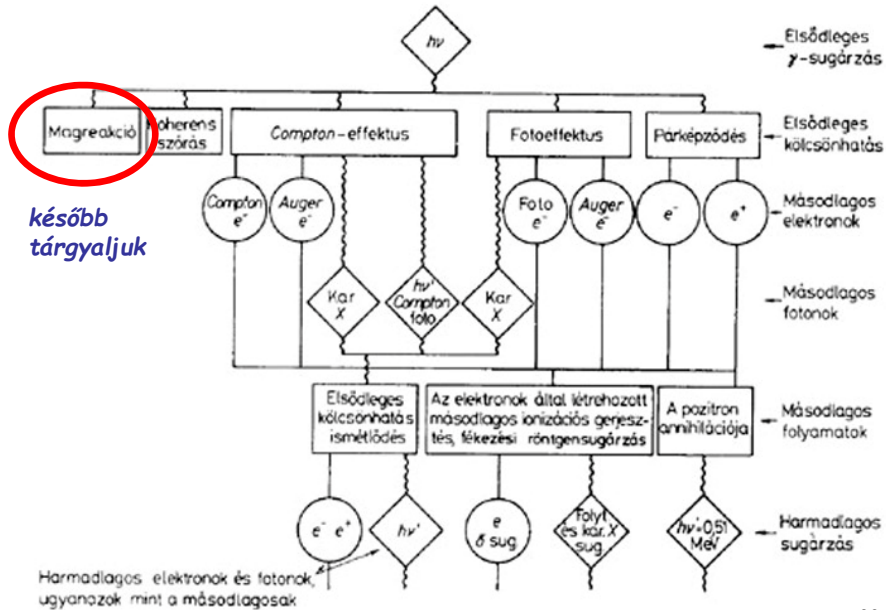 hν
Elsődleges
γ-sugárzás
Magreakció
Koherens
szórás
Compton-effektus
Fotoeffektus
Párképződés
Elsődleges
kölcsönhatás
később
tárgyaljuk
Compton
e⁻
Auger
e⁻
Foto
e⁻
Auger
e⁻
e⁻
e⁺
Másodlagos
elektronok
Kar
X
hν'
Compton
foto
Kar
X
Másodlagos
fotonok
Elsődleges
kölcsönhatás
ismétlődés
Az elektronok által létrehozott
másodlagos ionizációs gerjesz-
tés, fékezési röntgensugárzás
A pozitron
annihilációja
Másodlagos
folyamatok
e⁻ e⁺
hν'
e
δ sug
Folyt
és kar. X
sug.
hν'=0,51
MeV
Harmadlagos
sugárzás
Harmadlagos elektronok és fotonok,
ugyanazok mint a másodlagosak